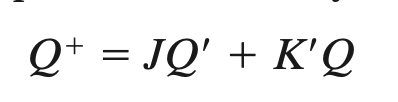 Q⁺ = JQ′ + K′Q